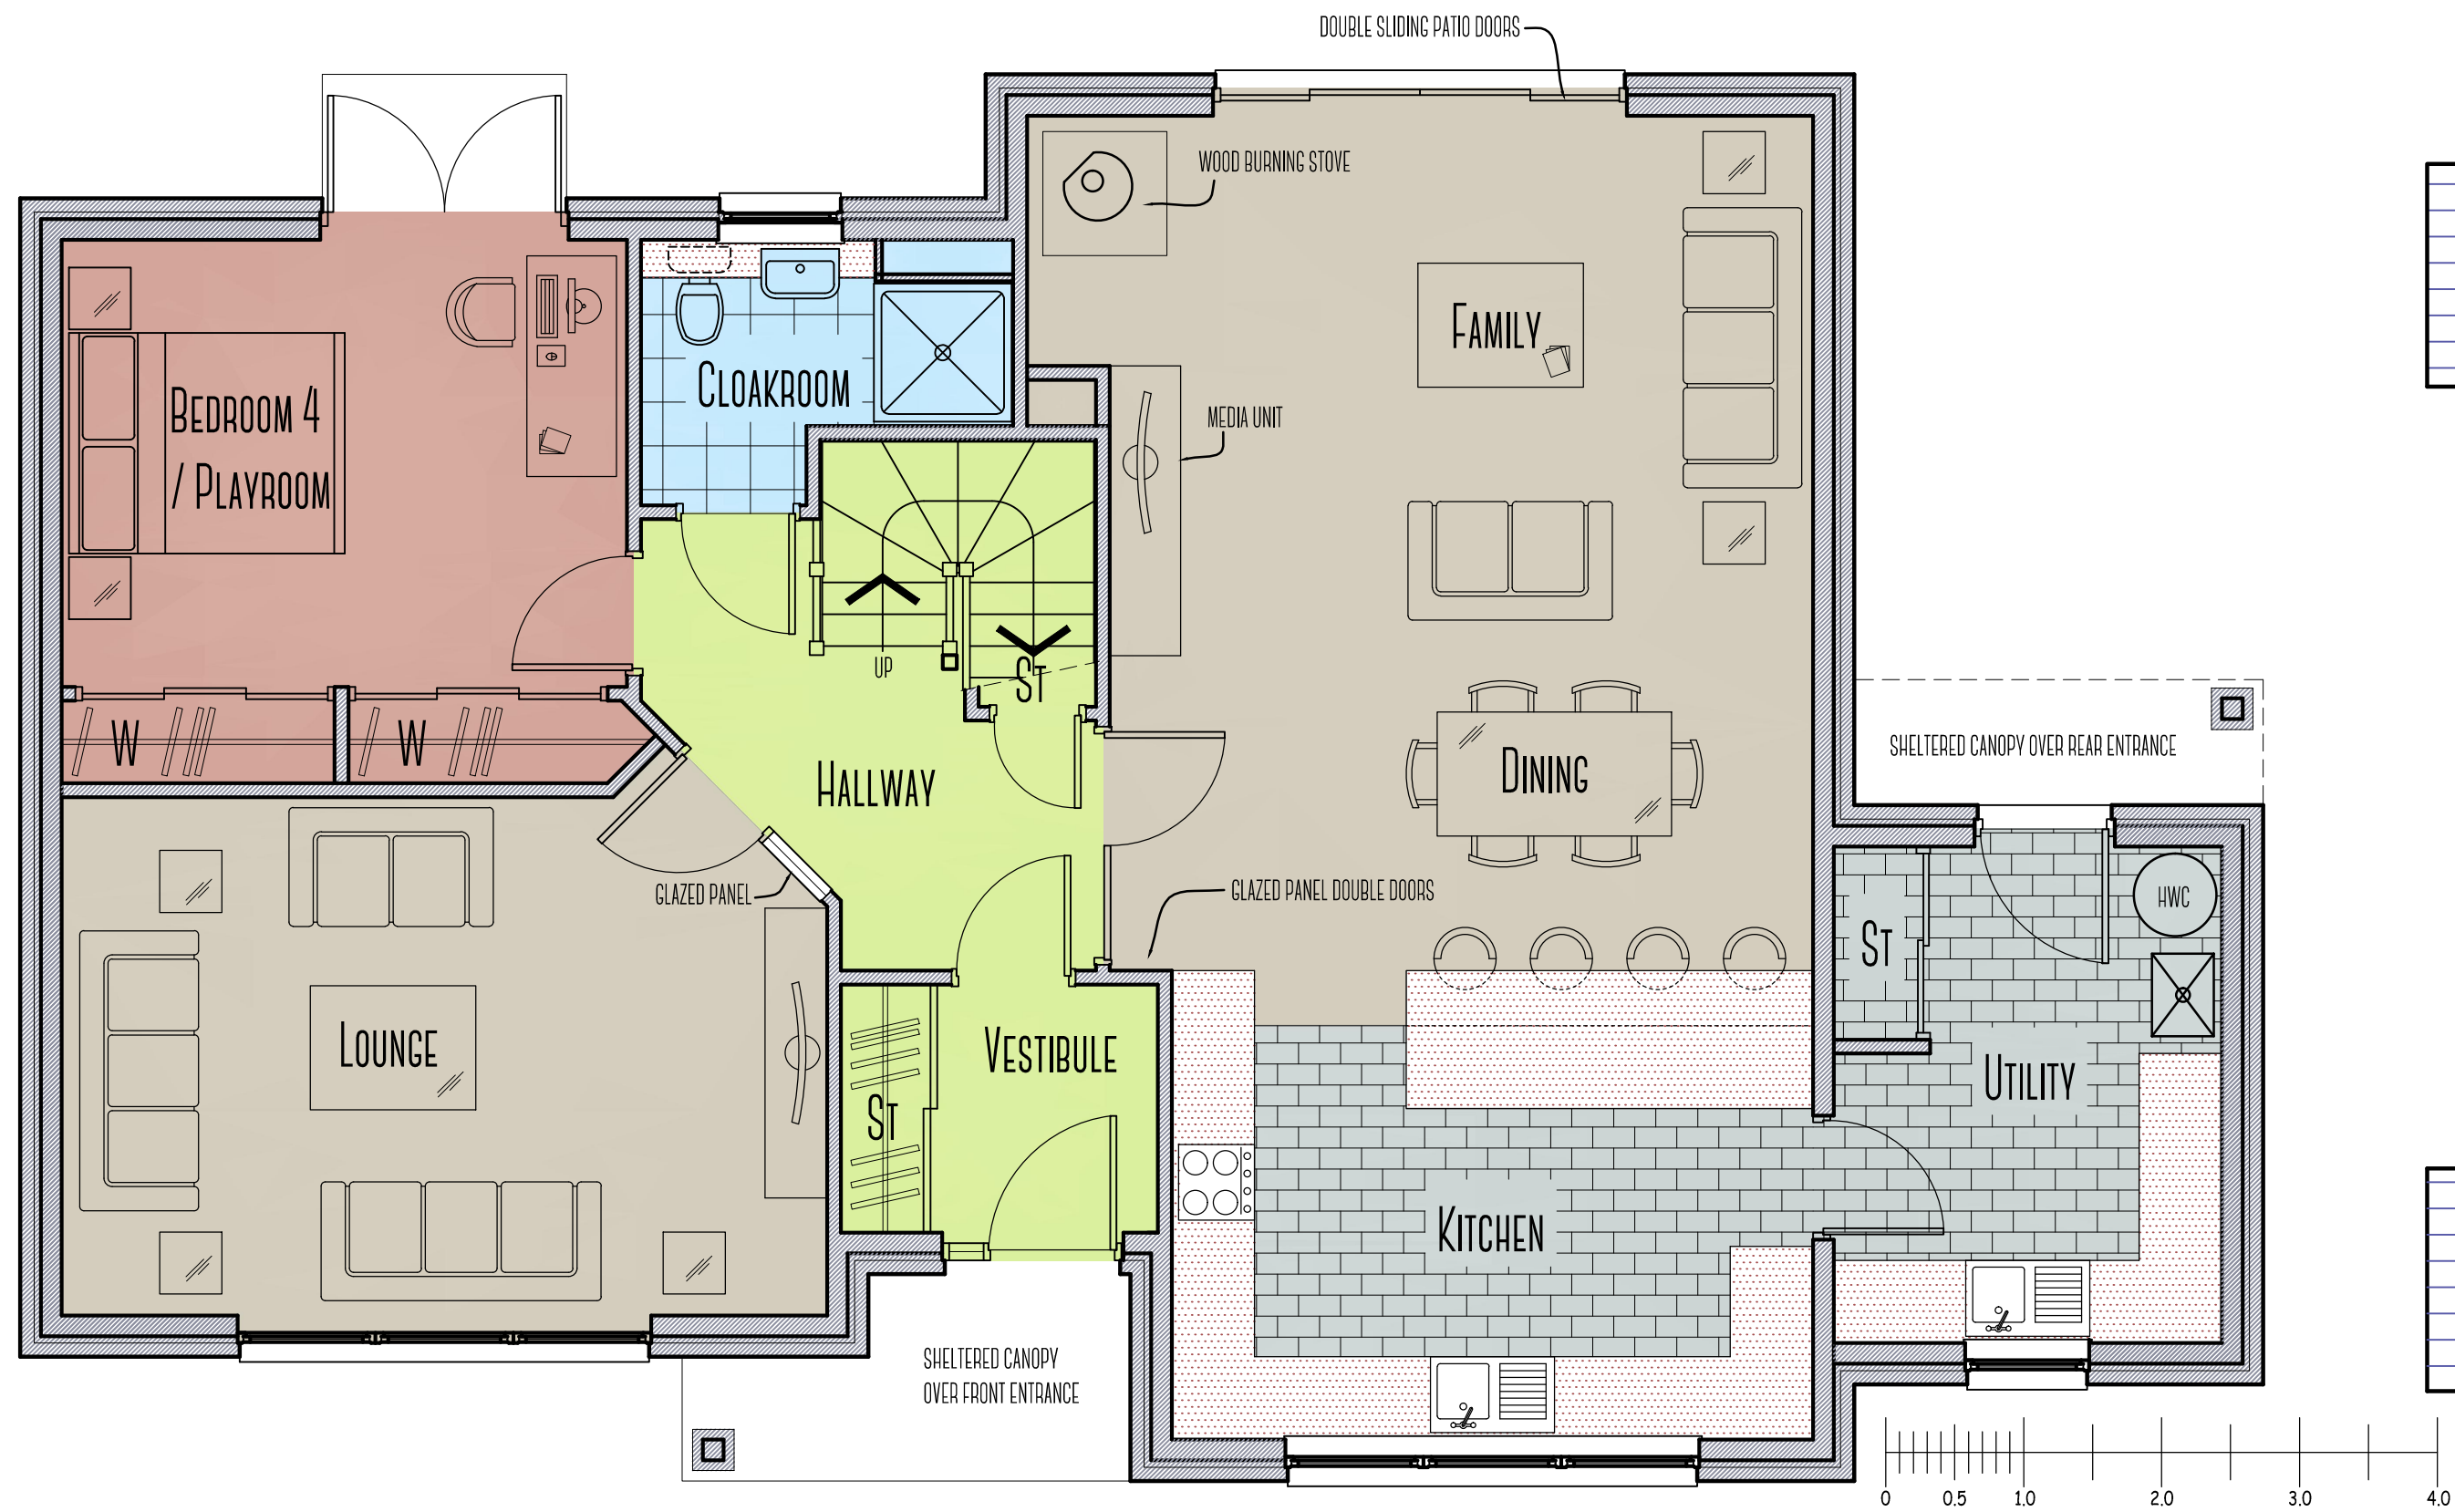 DOUBLE SLIDING PATIO DOORS
WOOD BURNING STOVE
FAMILY
MEDIA UNIT
CLOAKROOM
BEDROOM 4
/ PLAYROOM
UP
ST
W
W
HALLWAY
DINING
SHELTERED CANOPY OVER REAR ENTRANCE
GLAZED PANEL
GLAZED PANEL DOUBLE DOORS
HWC
ST
LOUNGE
VESTIBULE
ST
UTILITY
KITCHEN
SHELTERED CANOPY
OVER FRONT ENTRANCE
0 0.5 1.0 2.0 3.0 4.0